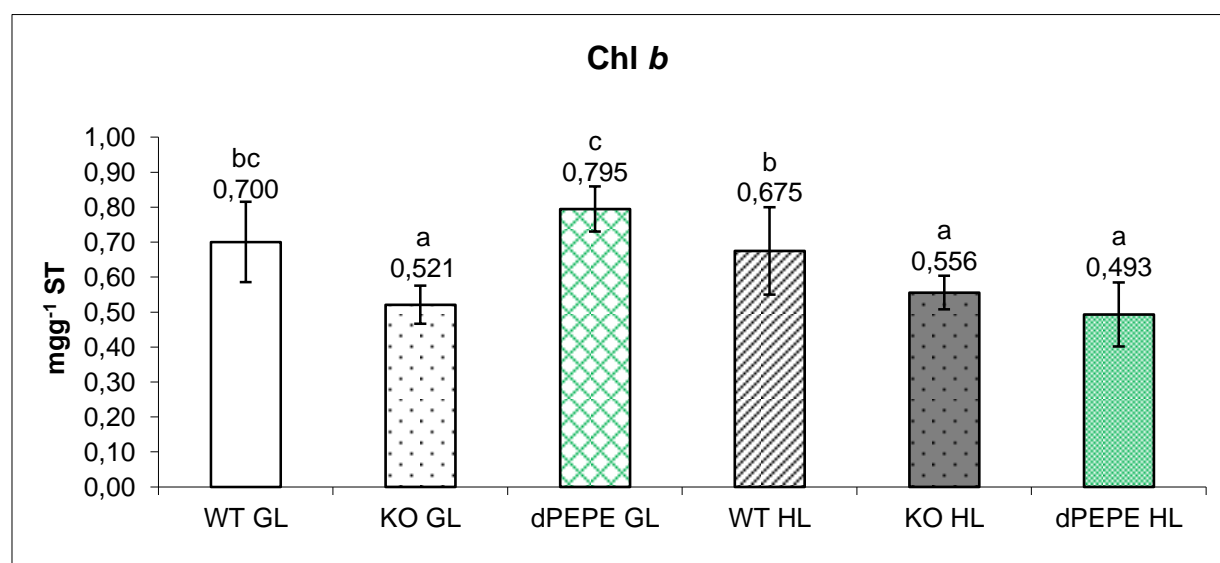 Chl b
mgg⁻¹ ST
1,00
0,90
0,80
0,70
0,60
0,50
0,40
0,30
0,20
0,10
0,00
bc
0,700
a
0,521
c
0,795
b
0,675
a
0,556
a
0,493
WT GL
KO GL
dPEPE GL
WT HL
KO HL
dPEPE HL